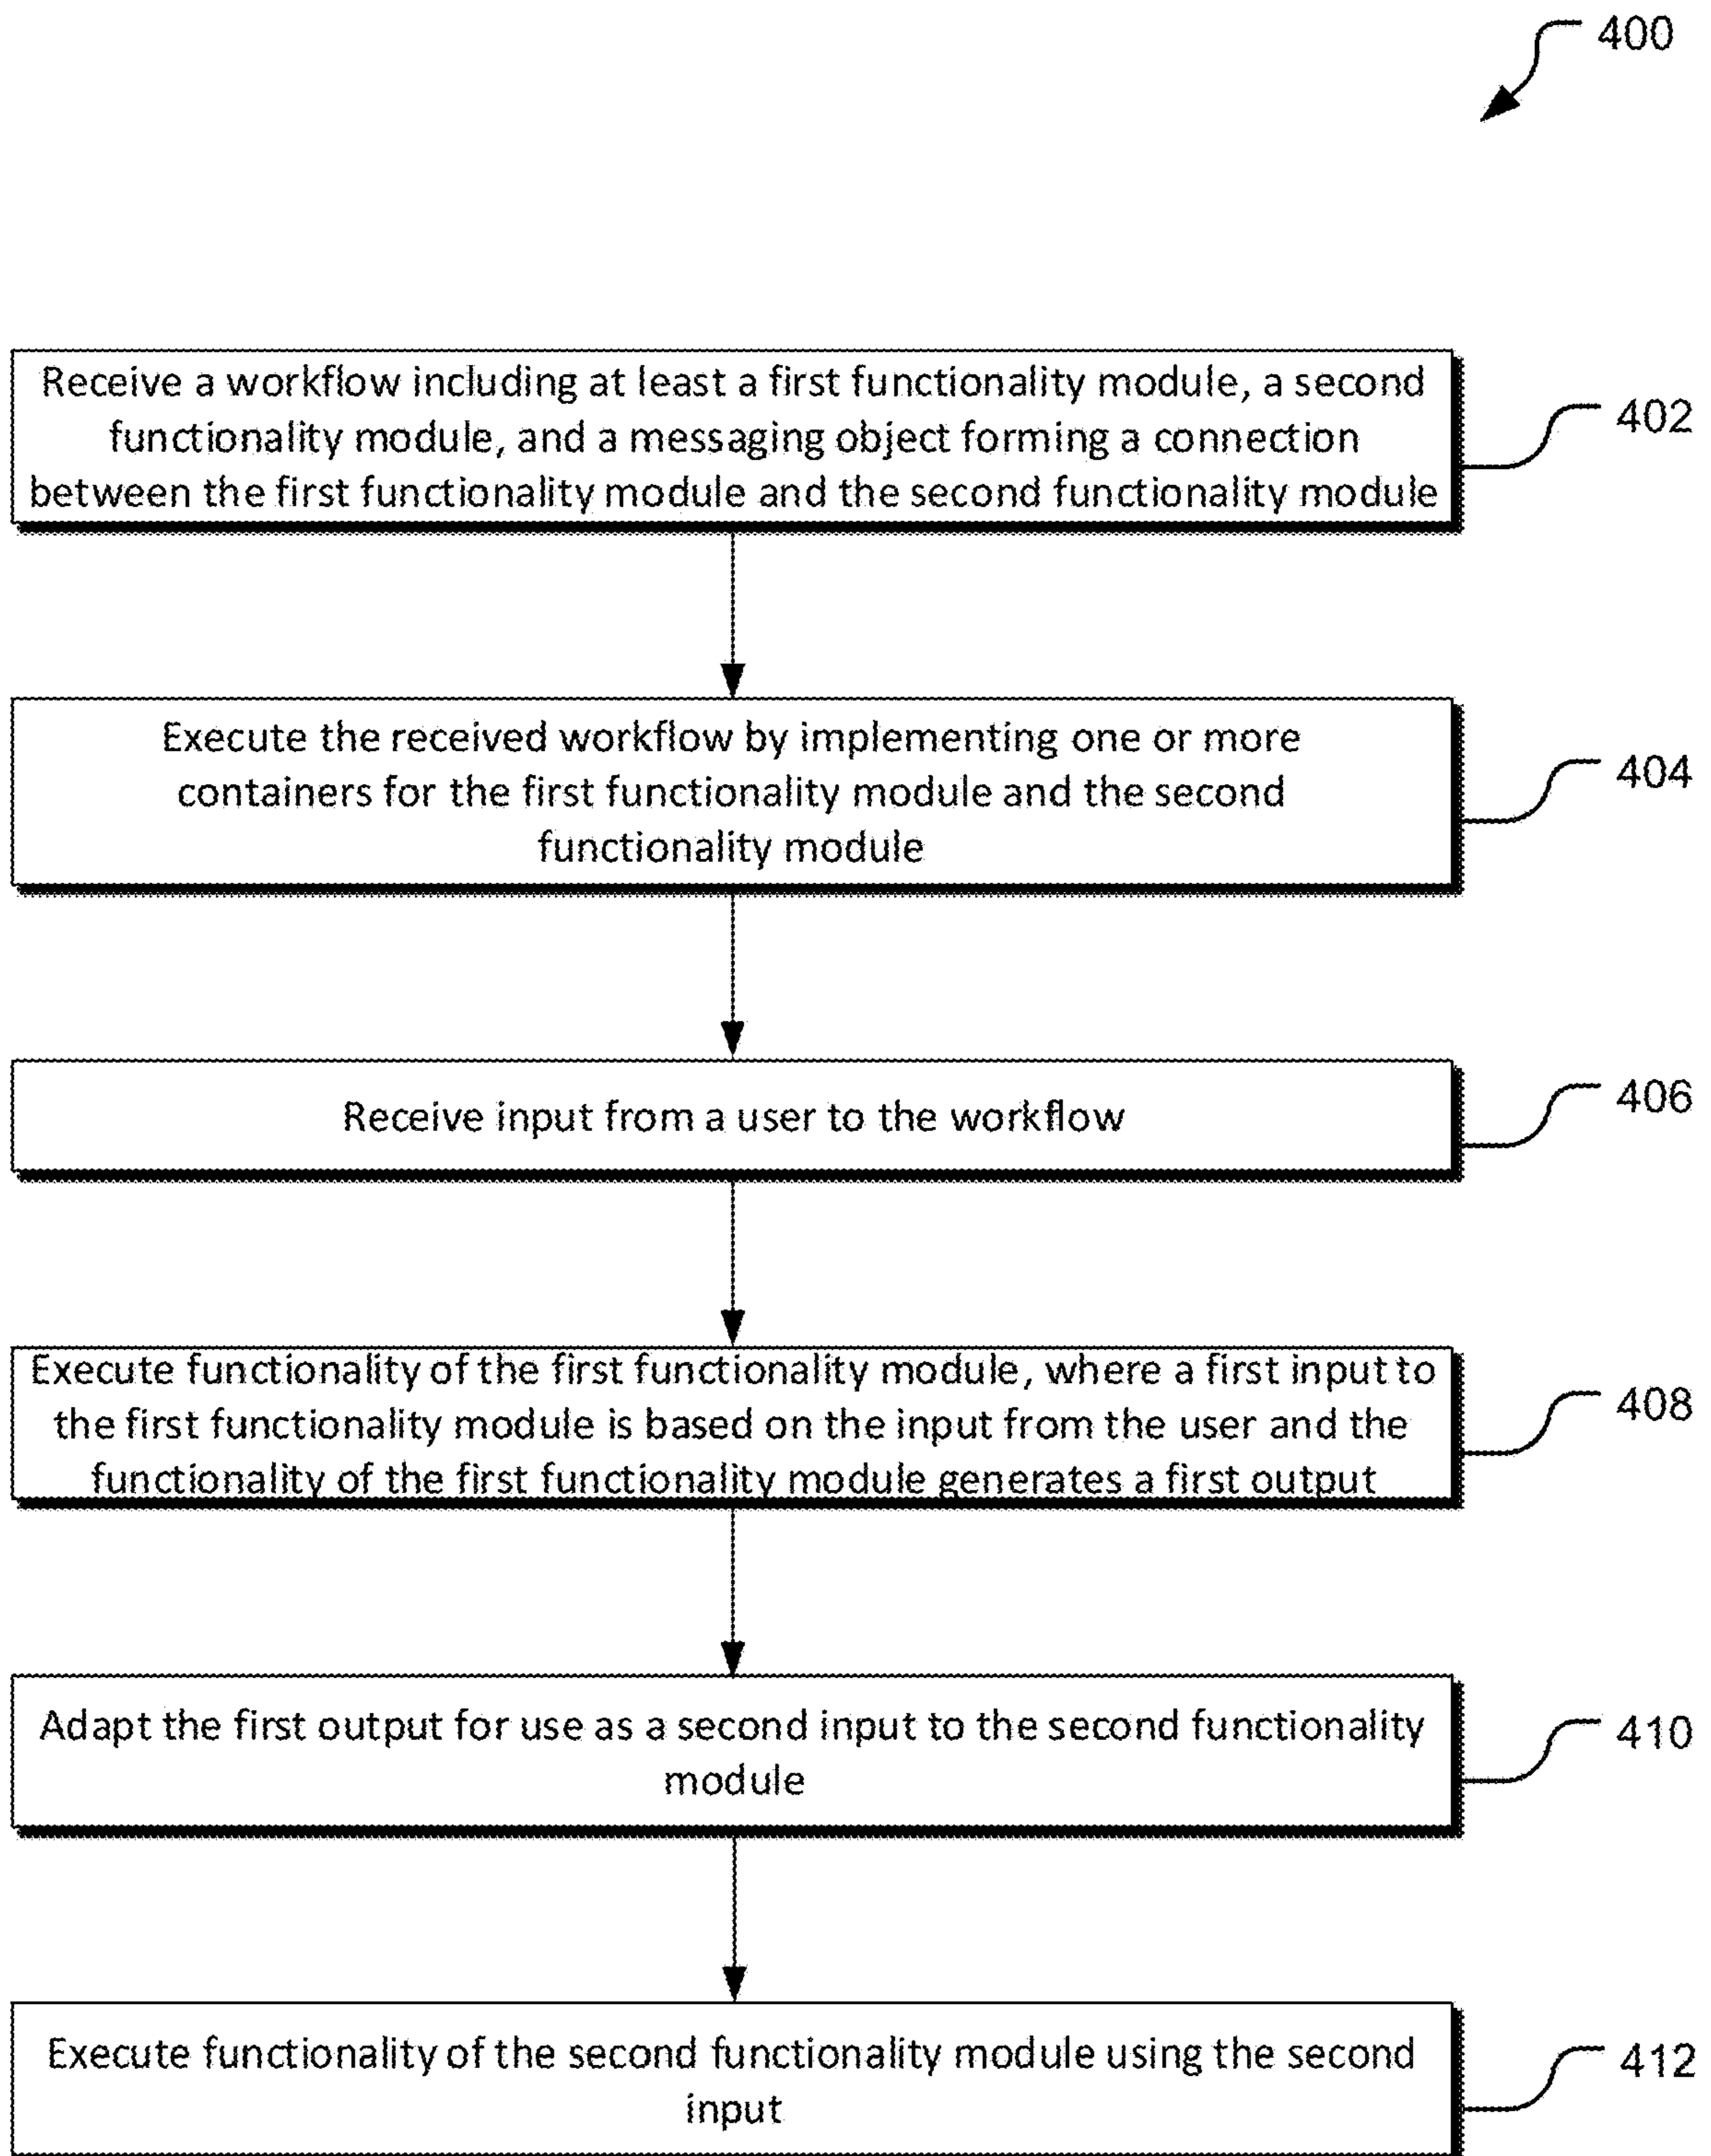 400
Receive a workflow including at least a first functionality module, a second
functionality module, and a messaging object forming a connection
between the first functionality module and the second functionality module
402
Execute the received workflow by implementing one or more
containers for the first functionality module and the second
functionality module
404
Receive input from a user to the workflow
406
Execute functionality of the first functionality module, where a first input to
the first functionality module is based on the input from the user and the
functionality of the first functionality module generates a first output
408
Adapt the first output for use as a second input to the second functionality
module
410
Execute functionality of the second functionality module using the second
input
412